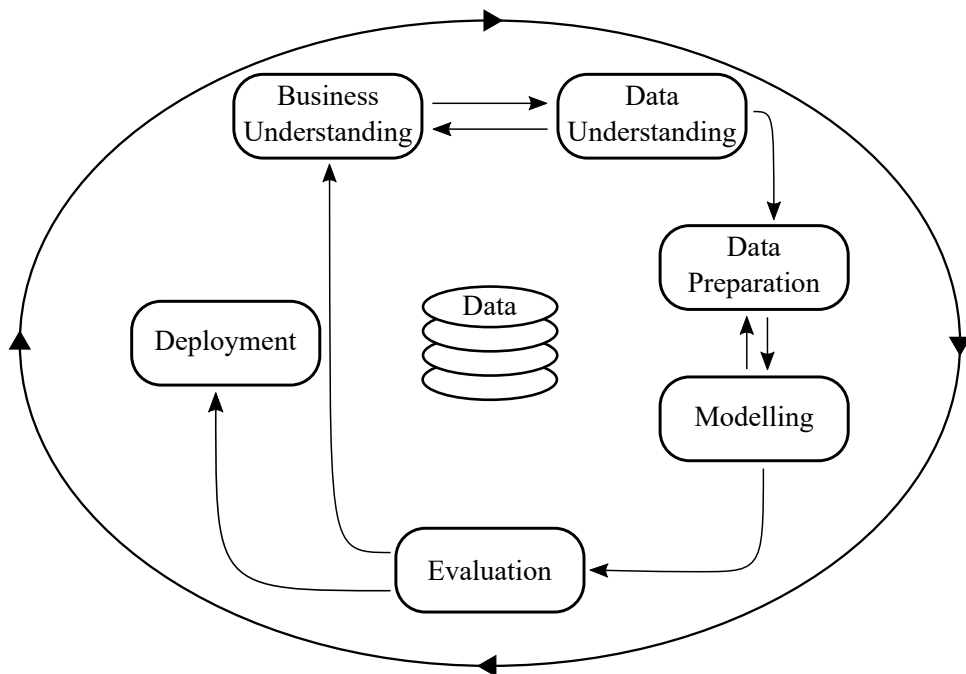 Business
Understanding
Data
Understanding
Data
Preparation
Data
Deployment
Modelling
Evaluation